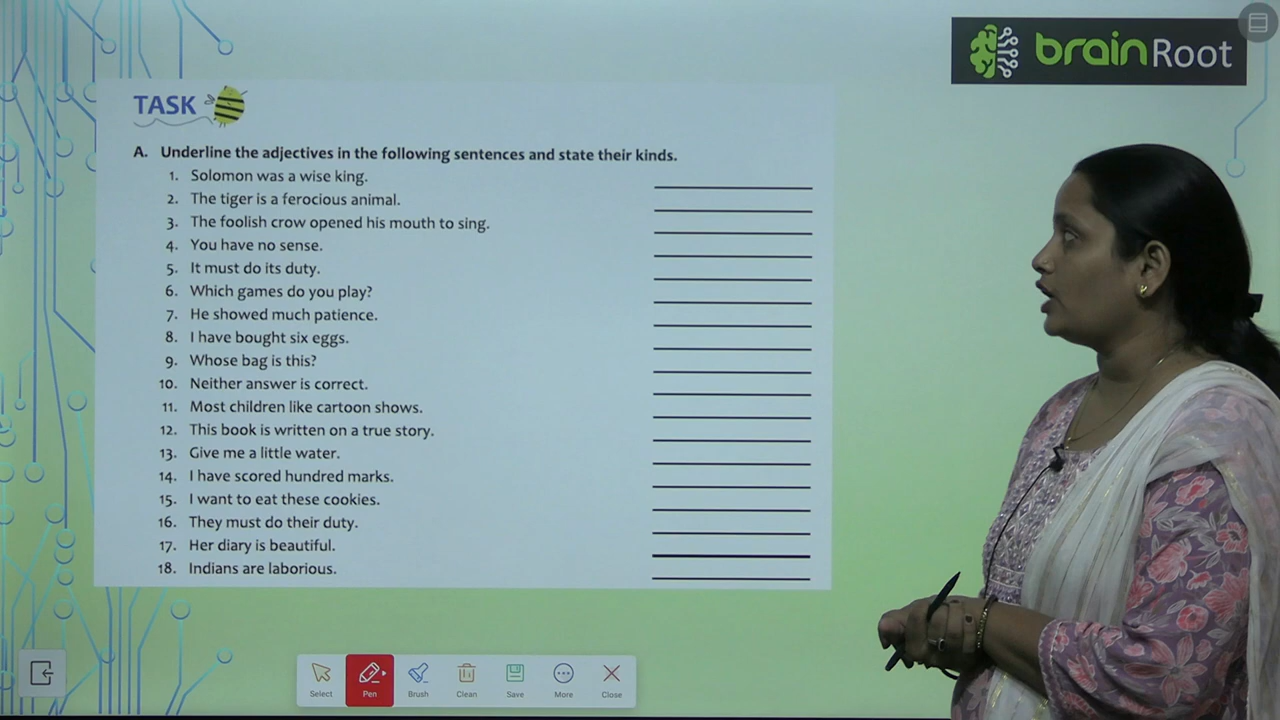 brainRoot
TASK
A. Underline the adjectives in the following sentences and state their kinds.
1. Solomon was a wise king.
2. The tiger is a ferocious animal.
3. The foolish crow opened his mouth to sing.
4. You have no sense.
5. It must do its duty.
6. Which games do you play?
7. He showed much patience.
8. I have bought six eggs.
9. Whose bag is this?
10. Neither answer is correct.
11. Most children like cartoon shows.
12. This book is written on a true story.
13. Give me a little water.
14. I have scored hundred marks.
15. I want to eat these cookies.
16. They must do their duty.
17. Her diary is beautiful.
18. Indians are laborious.
Select Pen Brush Clean Save More Close